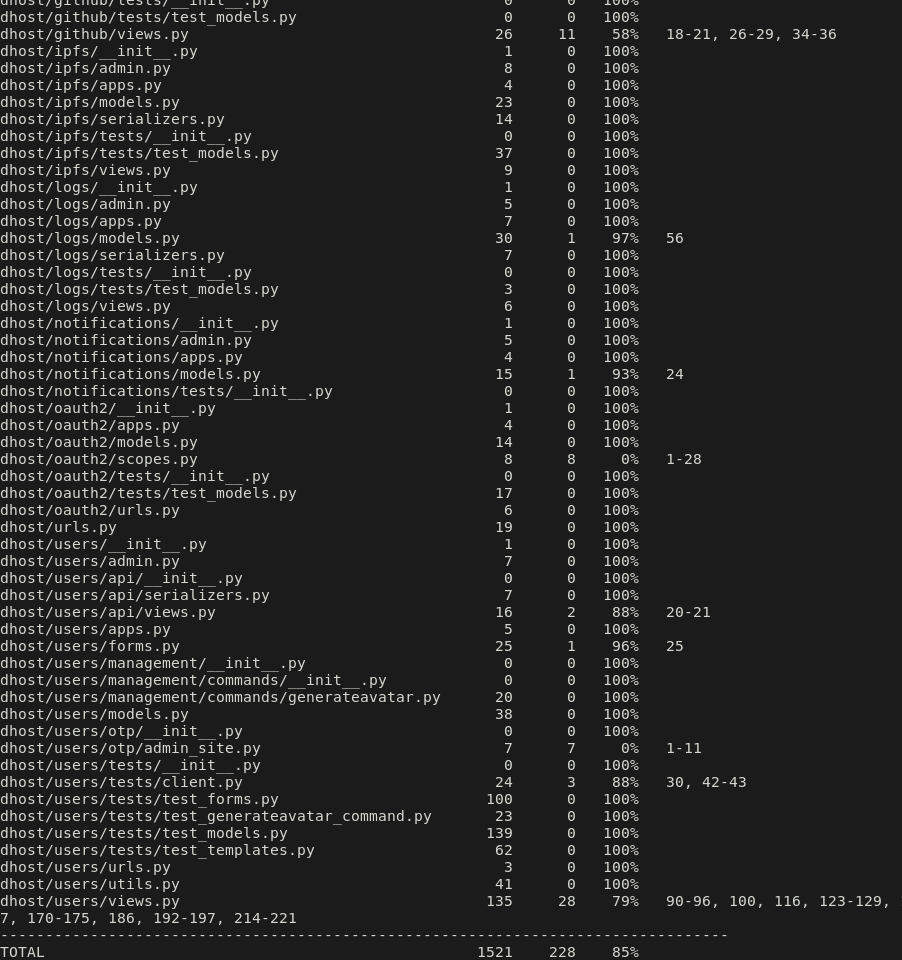 dhost/github/tests/__init__.py 0 0 100%
dhost/github/tests/test_models.py 0 0 100%
dhost/github/views.py 26 11 58% 18-21, 26-29, 34-36
dhost/ipfs/__init__.py 1 0 100%
dhost/ipfs/admin.py 8 0 100%
dhost/ipfs/apps.py 4 0 100%
dhost/ipfs/models.py 23 0 100%
dhost/ipfs/serializers.py 14 0 100%
dhost/ipfs/tests/__init__.py 0 0 100%
dhost/ipfs/tests/test_models.py 37 0 100%
dhost/ipfs/views.py 9 0 100%
dhost/logs/__init__.py 1 0 100%
dhost/logs/admin.py 5 0 100%
dhost/logs/apps.py 7 0 100%
dhost/logs/models.py 30 1 97% 56
dhost/logs/serializers.py 7 0 100%
dhost/logs/tests/__init__.py 0 0 100%
dhost/logs/tests/test_models.py 3 0 100%
dhost/logs/views.py 6 0 100%
dhost/notifications/__init__.py 1 0 100%
dhost/notifications/admin.py 5 0 100%
dhost/notifications/apps.py 4 0 100%
dhost/notifications/models.py 15 1 93% 24
dhost/notifications/tests/__init__.py 0 0 100%
dhost/oauth2/__init__.py 1 0 100%
dhost/oauth2/apps.py 4 0 100%
dhost/oauth2/models.py 14 0 100%
dhost/oauth2/scopes.py 8 8 0% 1-28
dhost/oauth2/tests/__init__.py 0 0 100%
dhost/oauth2/tests/test_models.py 17 0 100%
dhost/oauth2/urls.py 6 0 100%
dhost/urls.py 19 0 100%
dhost/users/__init__.py 1 0 100%
dhost/users/admin.py 7 0 100%
dhost/users/api/__init__.py 0 0 100%
dhost/users/api/serializers.py 7 0 100%
dhost/users/api/views.py 16 2 88% 20-21
dhost/users/apps.py 5 0 100%
dhost/users/forms.py 25 1 96% 25
dhost/users/management/__init__.py 0 0 100%
dhost/users/management/commands/__init__.py 0 0 100%
dhost/users/management/commands/generateavatar.py 20 0 100%
dhost/users/models.py 38 0 100%
dhost/users/otp/__init__.py 0 0 100%
dhost/users/otp/admin_site.py 7 7 0% 1-11
dhost/users/tests/__init__.py 0 0 100%
dhost/users/tests/client.py 24 3 88% 30, 42-43
dhost/users/tests/test_forms.py 100 0 100%
dhost/users/tests/test_generateavatar_command.py 23 0 100%
dhost/users/tests/test_models.py 139 0 100%
dhost/users/tests/test_templates.py 62 0 100%
dhost/users/urls.py 3 0 100%
dhost/users/utils.py 41 0 100%
dhost/users/views.py 135 28 79% 90-96, 100, 116, 123-129,
7, 170-175, 186, 192-197, 214-221
---------------------------------------------------------------------------------
TOTAL 1521 228 85%